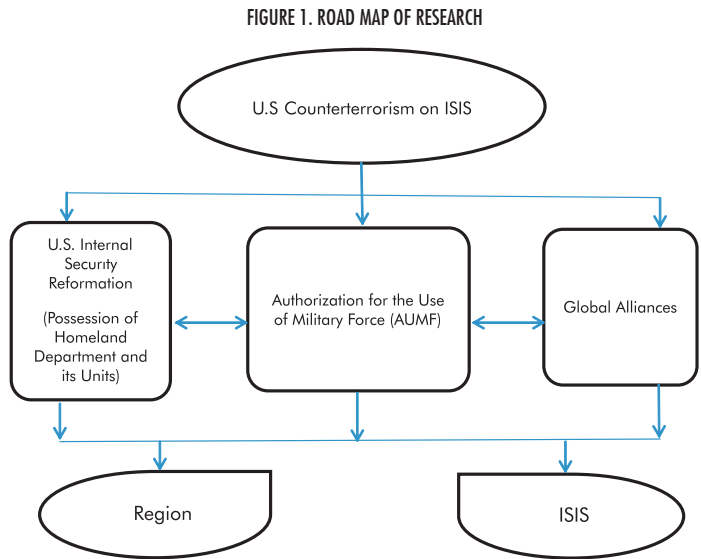 FIGURE 1. ROAD MAP OF RESEARCH
U.S Counterterrorism on ISIS
U.S. Internal
Security
Reformation
(Possession of
Homeland
Department and
its Units)
Authorization for the Use
of Military Force (AUMF)
Global Alliances
Region
ISIS